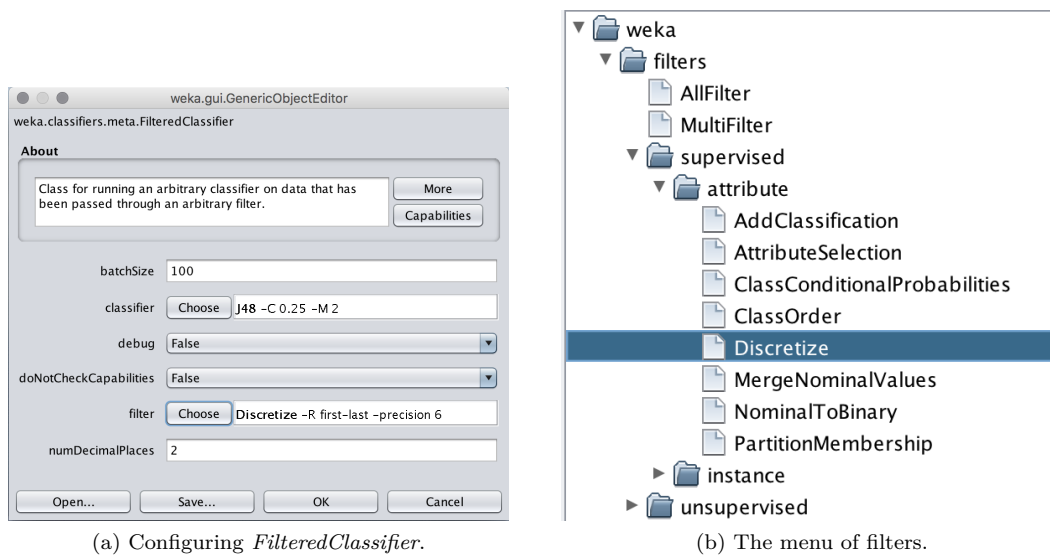 weka.gui.GenericObjectEditor
weka.classifiers.meta.FilteredClassifier
About
Class for running an arbitrary classifier on data that has
been passed through an arbitrary filter.
More
Capabilities
batchSize 100
classifier Choose J48 -C 0.25 -M 2
debug False
doNotCheckCapabilities False
filter Choose Discretize -R first-last -precision 6
numDecimalPlaces 2
Open... Save... OK Cancel
(a) Configuring FilteredClassifier.
weka
filters
AllFilter
MultiFilter
supervised
attribute
AddClassification
AttributeSelection
ClassConditionalProbabilities
ClassOrder
Discretize
MergeNominalValues
NominalToBinary
PartitionMembership
instance
unsupervised
(b) The menu of filters.